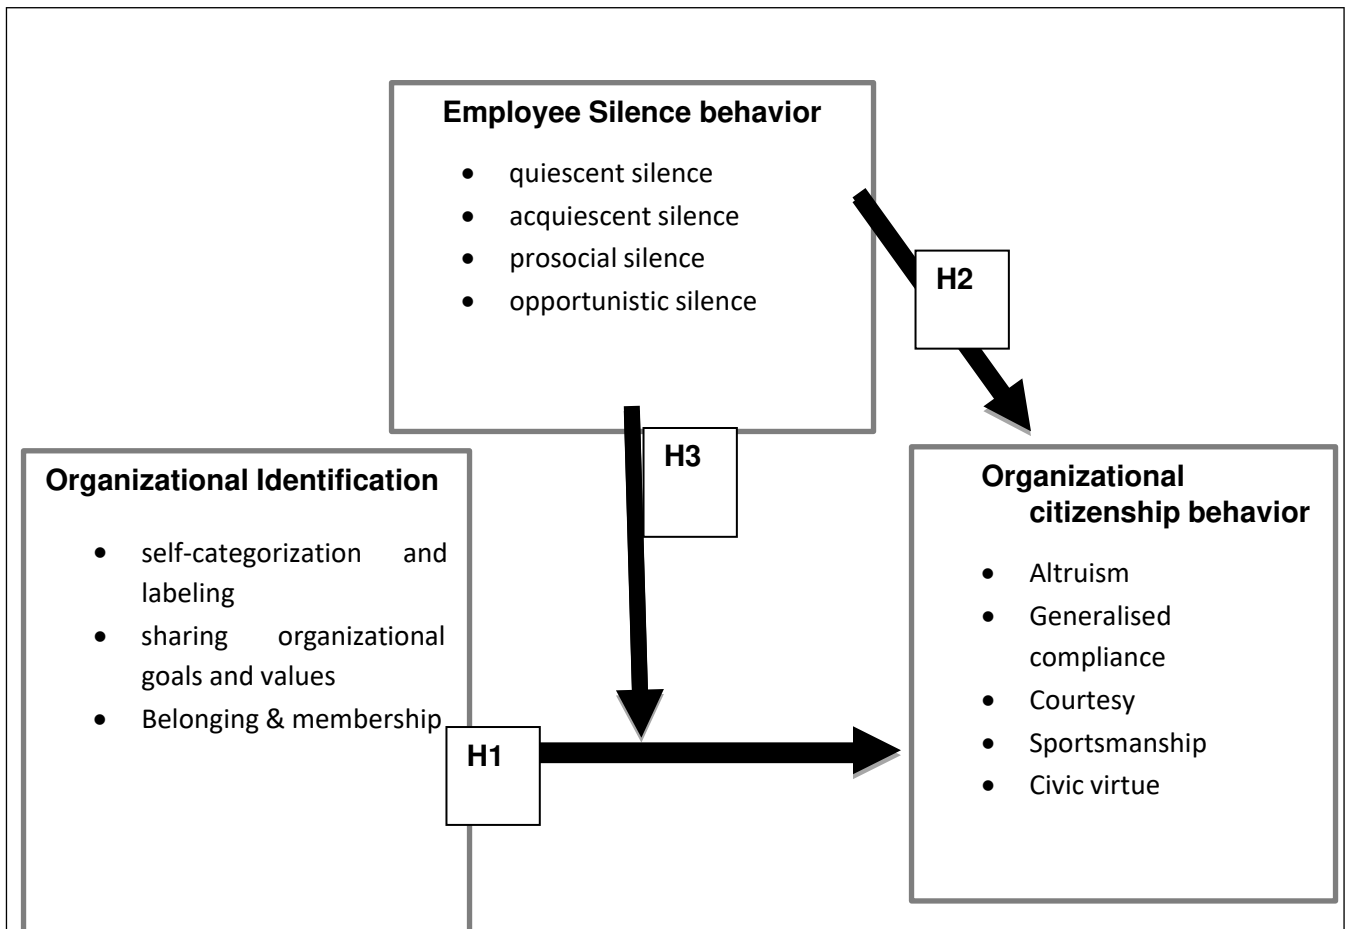 Employee Silence behavior
• quiescent silence
• acquiescent silence
• prosocial silence
• opportunistic silence
H2
H3
Organizational Identification
• self-categorization and
labeling
• sharing organizational
goals and values
• Belonging & membership
H1
Organizational
citizenship behavior
• Altruism
• Generalised
compliance
• Courtesy
• Sportsmanship
• Civic virtue